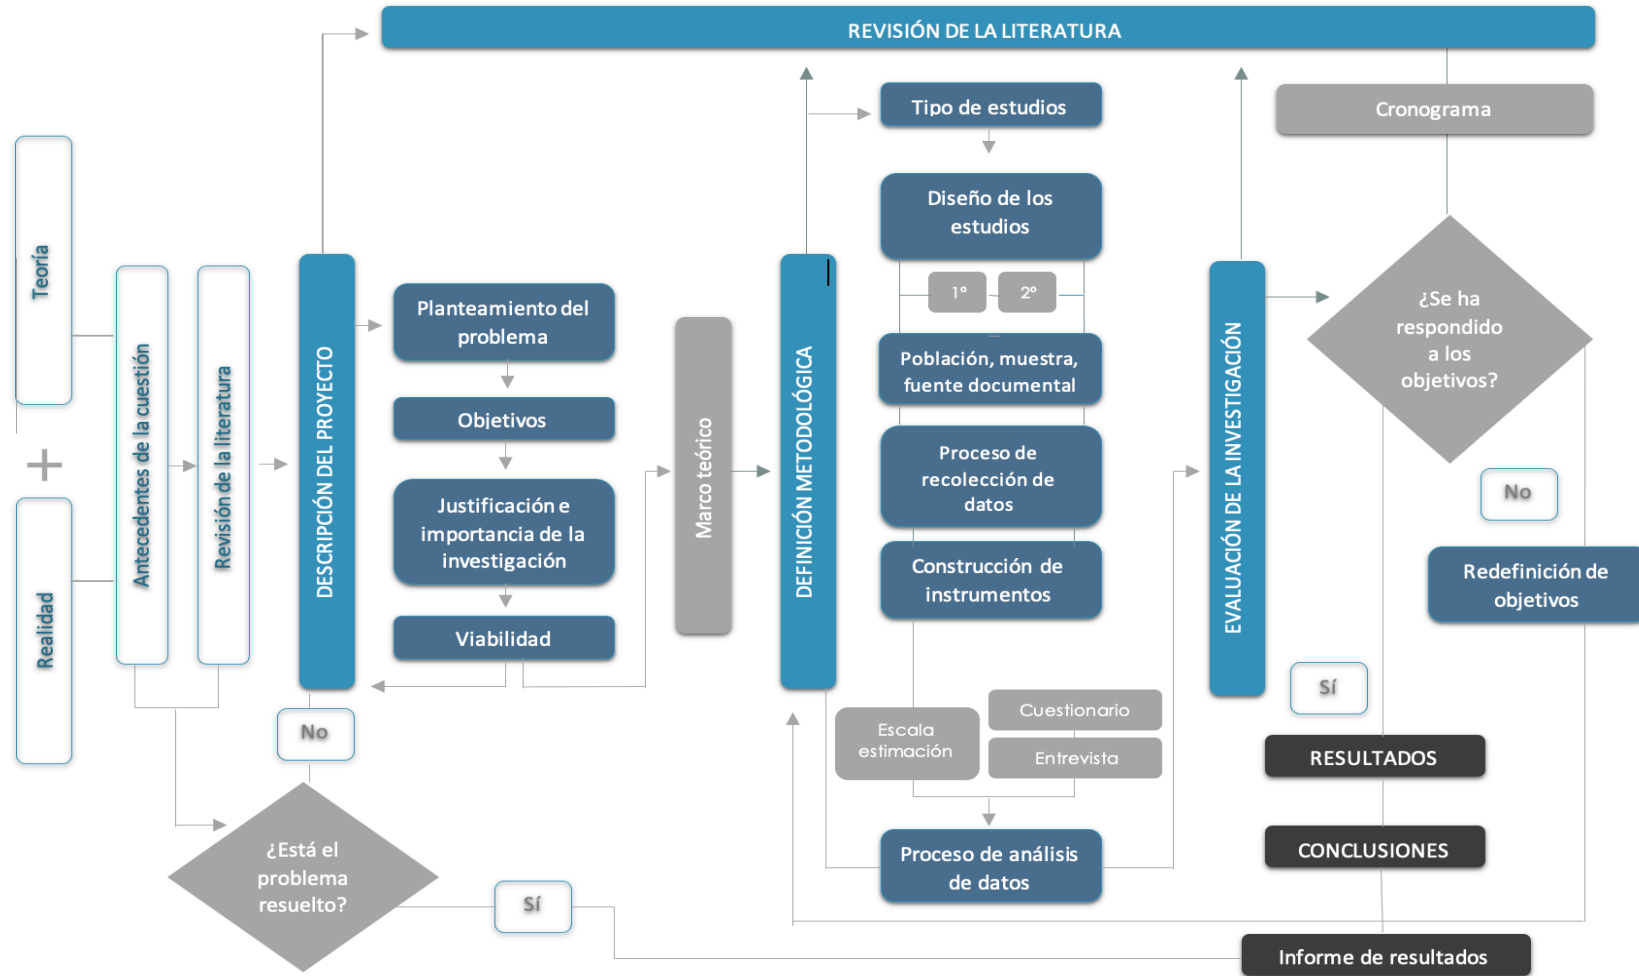 REVISIÓN DE LA LITERATURA
Teoría
+
Realidad
Antecedentes de la cuestión
Revisión de la literatura
DESCRIPCIÓN DEL PROYECTO
Planteamiento del
problema
Objetivos
Justificación e
importancia de la
investigación
Viabilidad
No
¿Está el
problema
resuelto?
Sí
Marco teórico
DEFINICIÓN METODOLÓGICA
Tipo de estudios
Diseño de los
estudios
1º
2º
Población, muestra,
fuente documental
Proceso de
recolección de
datos
Construcción de
instrumentos
Escala
estimación
Cuestionario
Entrevista
Proceso de análisis
de datos
EVALUACIÓN DE LA INVESTIGACIÓN
Cronograma
¿Se ha
respondido
a los
objetivos?
No
Redefinición de
objetivos
Sí
RESULTADOS
CONCLUSIONES
Informe de resultados